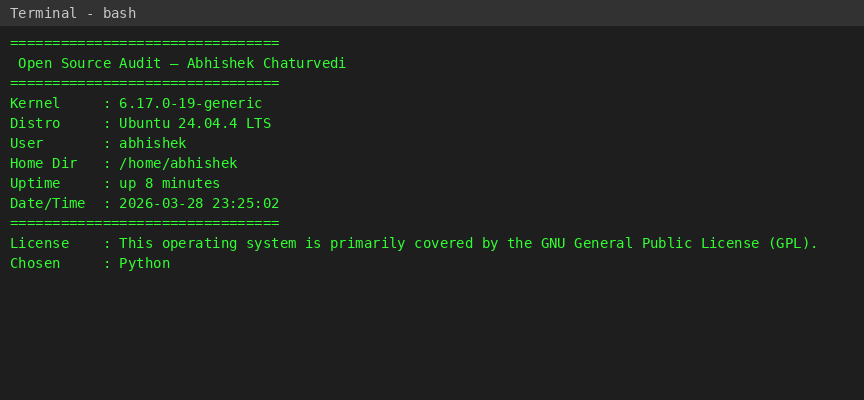 Terminal - bash
================================
 Open Source Audit — Abhishek Chaturvedi
================================
Kernel     : 6.17.0-19-generic
Distro     : Ubuntu 24.04.4 LTS
User       : abhishek
Home Dir   : /home/abhishek
Uptime     : up 8 minutes
Date/Time  : 2026-03-28 23:25:02
================================
License    : This operating system is primarily covered by the GNU General Public License (GPL).
Chosen     : Python